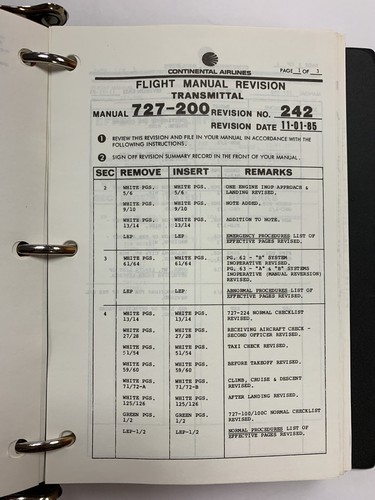 CONTINENTAL AIRLINES
PAGE 1 OF 3
FLIGHT MANUAL REVISION
TRANSMITTAL
MANUAL 727-200 REVISION NO. 242
REVISION DATE 11-01-85
1 REVIEW THIS REVISION AND FILE IN YOUR MANUAL IN ACCORDANCE WITH THE
FOLLOWING INSTRUCTIONS.
2 SIGN OFF REVISION SUMMARY RECORD IN THE FRONT OF YOUR MANUAL.
SEC REMOVE INSERT REMARKS
2 WHITE PGS. WHITE PGS. ONE ENGINE INOP APPROACH &
5/6 5/6 LANDING REVISED.
WHITE PGS. WHITE PGS. NOTE ADDED.
9/10 9/10
WHITE PGS. WHITE PGS. ADDITION TO NOTE.
13/14 13/14
LEP LEP EMERGENCY PROCEDURES LIST OF
EFFECTIVE PAGES REVISED.
3 WHITE PGS. WHITE PGS. PG. 62 - "B" SYSTEM
61/64 61/64 INOPERATIVE REVISED.
PG. 63 - "A" & "B" SYSTEMS
INOPERATIVE (MANUAL REVERSION)
REVISED.
LEP LEP ABNORMAL PROCEDURES LIST OF
EFFECTIVE PAGES REVISED.
4 WHITE PGS. WHITE PGS. 727-224 NORMAL CHECKLIST
13/14 13/14 REVISED.
WHITE PGS. WHITE PGS. RECEIVING AIRCRAFT CHECK -
27/28 27/28 SECOND OFFICER REVISED.
WHITE PGS. WHITE PGS. TAXI CHECK REVISED.
51/54 51/54
WHITE PGS. WHITE PGS. BEFORE TAKEOFF REVISED.
59/60 59/60
WHITE PGS. WHITE PGS. CLIMB, CRUISE & DESCENT
71/72-B 71/72-B REVISED.
WHITE PGS. WHITE PGS. AFTER LANDING REVISED.
125/126 125/126
GREEN PGS. GREEN PGS. 727-100/100C NORMAL CHECKLIST
1/2 1/2 REVISED.
LEP-1/2 LEP-1/2 NORMAL PROCEDURES LIST OF
EFFECTIVE PAGES REVISED.